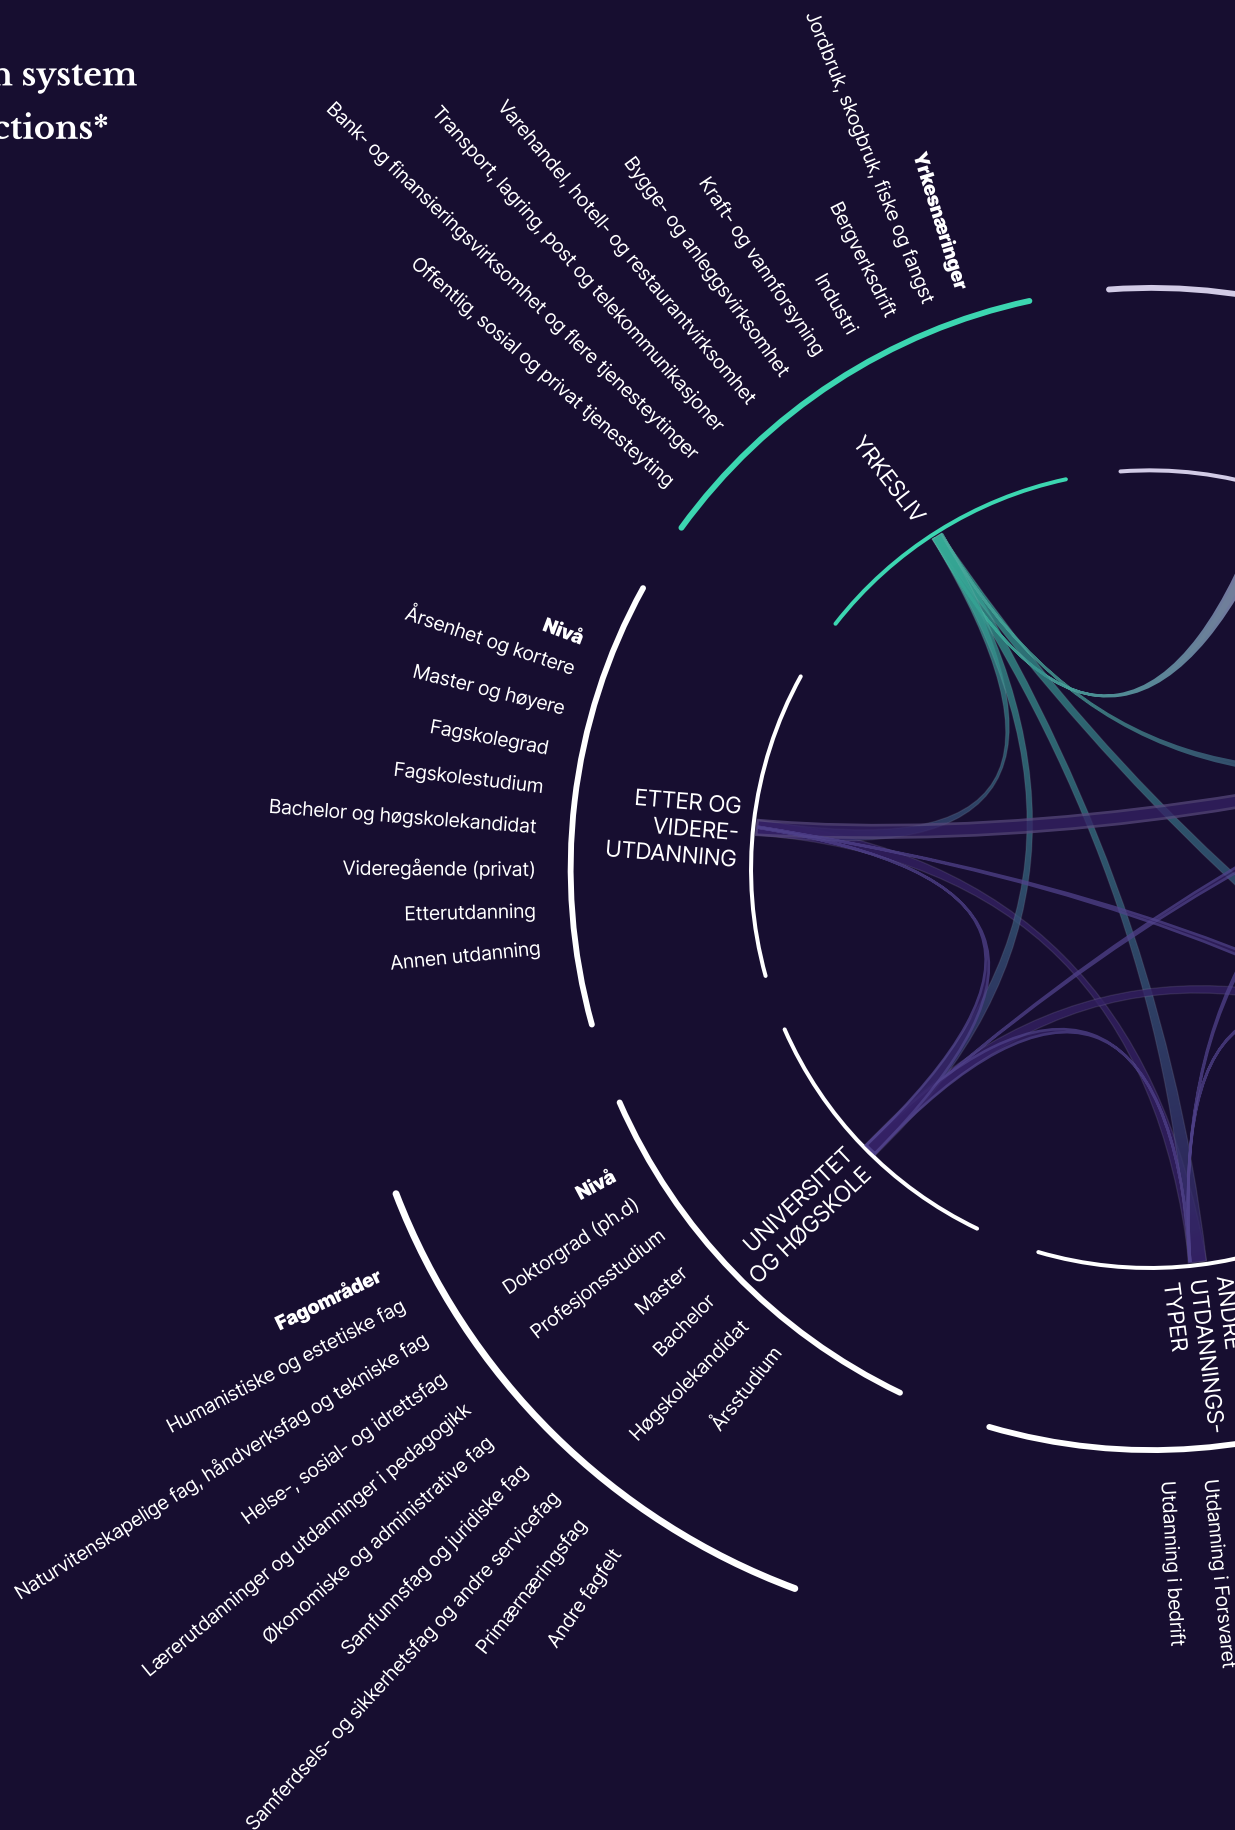 n system
ctions*
Yrkesnæringer
Jordbruk, skogbruk, fiske og fangst
Bergverksdrift
Industri
Kraft- og vannforsyning
Bygge- og anleggsvirksomhet
Varehandel, hotell- og restaurantvirksomhet
Transport, lagring, post og telekommunikasjoner
Bank- og finansieringsvirksomhet og flere tjenesteytinger
Offentlig, sosial og privat tjenesteyting
YRKESLIV
Nivå
Årsenhet og kortere
Master og høyere
Fagskolegrad
Fagskolestudium
Bachelor og høgskolekandidat
Videregående (privat)
Etterutdanning
Annen utdanning
ETTER OG
VIDERE-
UTDANNING
UNIVERSITET
OG HØGSKOLE
Nivå
Doktorgrad (ph.d)
Profesjonsstudium
Master
Bachelor
Høgskolekandidat
Årsstudium
Fagområder
Humanistiske og estetiske fag
Naturvitenskapelige fag, håndverksfag og tekniske fag
Helse-, sosial- og idrettsfag
Lærerutdanninger og utdanninger i pedagogikk
Økonomiske og administrative fag
Samfunnsfag og juridiske fag
Samferdsels- og sikkerhetsfag og andre servicefag
Primærnæringsfag
Andre fagfelt
ANDRE
UTDANNINGS-
TYPER
Utdanning i Forsvaret
Utdanning i bedrift